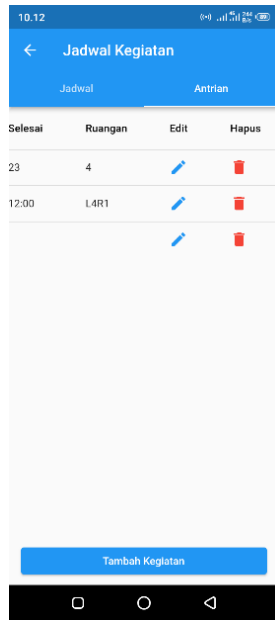 10.12
Jadwal Kegiatan
Jadwal Antrian
Selesai Ruangan Edit Hapus
23 4
12:00 L4R1
Tambah Kegiatan